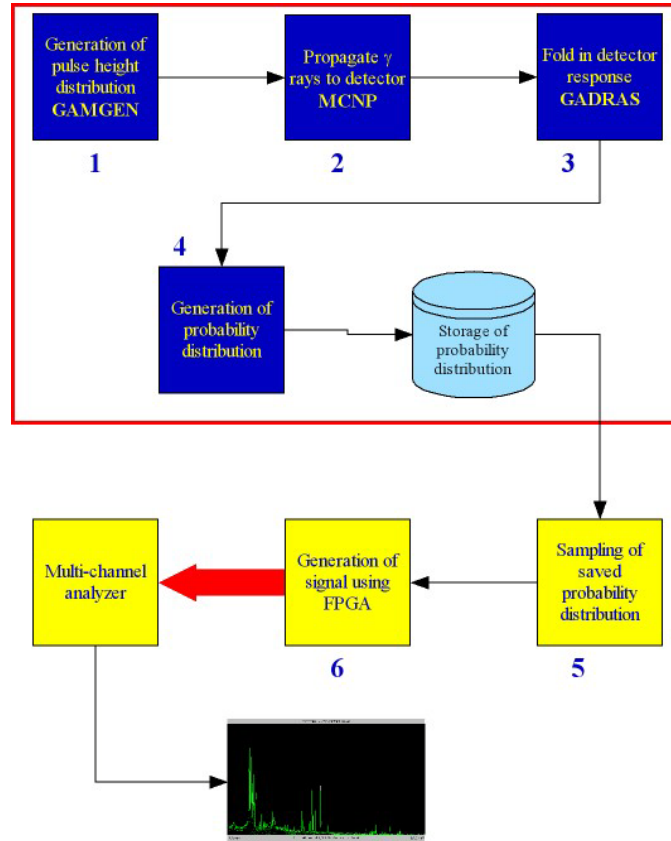 Generation of
pulse height
distribution
GAMGEN
Propagate γ
rays to detector
MCNP
Fold in detector
response
GADRAS
1
2
3
4
Generation of
probability
distribution
Storage of
probability
distribution
Multi-channel
analyzer
Generation of
signal using
FPGA
Sampling of
saved
probability
distribution
6
5